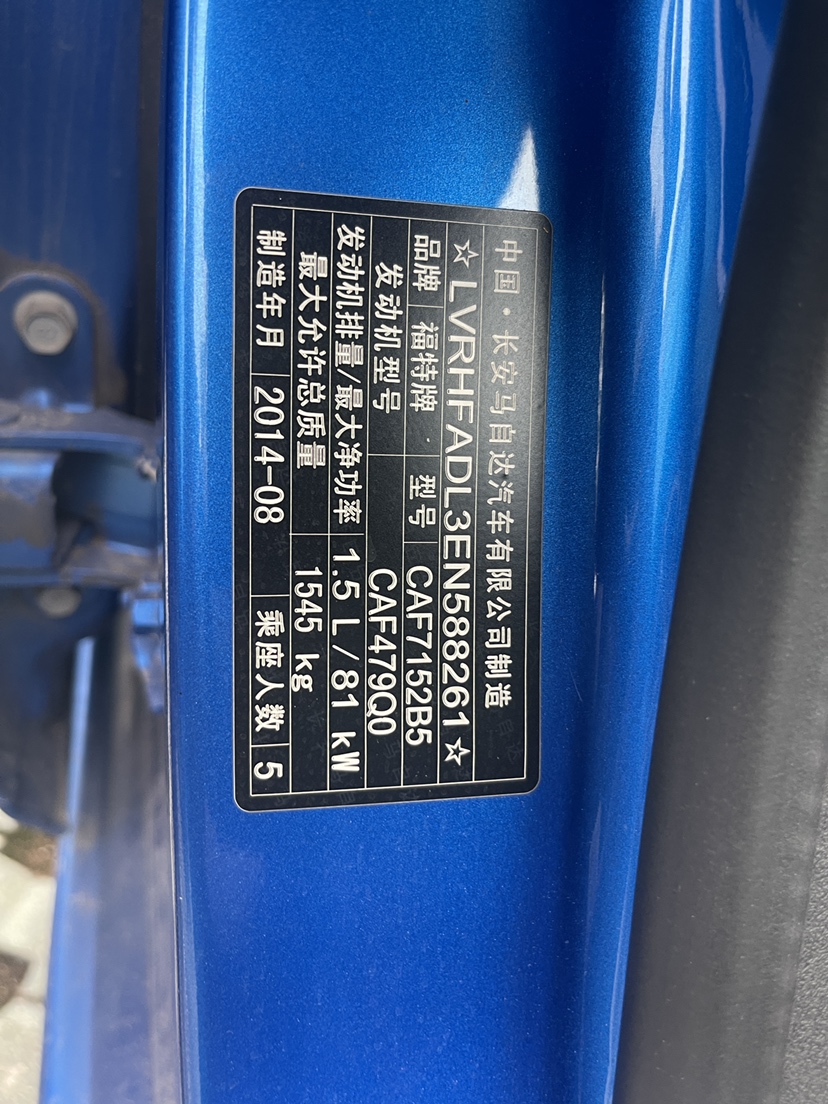 中国·长安马自达汽车有限公司制造
☆LVRHFADL3EN588261☆
品牌 福特牌 型号 CAF7152B5
发动机型号 CAF479Q0
发动机排量/最大净功率 1.5 L / 81 kW
最大允许总质量 1545 kg
制造年月 2014-08 乘座人数 5